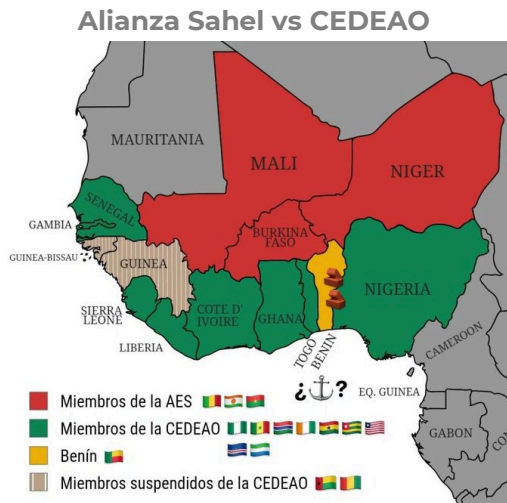 Alianza Sahel vs CEDEAO
MAURITANIA
MALI
NIGER
SENEGAL
GAMBIA
BURKINA
FASO
GUINEA-BISSAU
GUINEA
NIGERIA
SIERRA
LEONE
COTE D'
IVOIRE
GHANA
LIBERIA
TOGO
BENIN
CAMEROON
¿ ?
EQ. GUINEA
GABON
CON
Miembros de la AES
Miembros de la CEDEAO
Benín
Miembros suspendidos de la CEDEAO